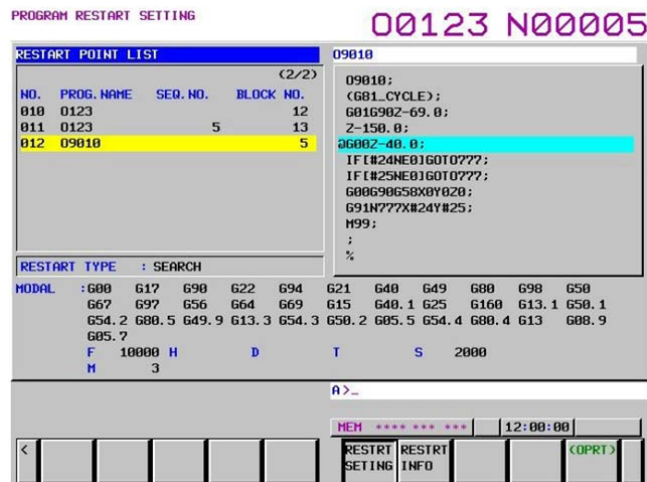 PROGRAM RESTART SETTING
O0123 N00005
RESTART POINT LIST
(2/2)
NO. PROG.NAME SEQ.NO. BLOCK NO.
010 O123 12
011 O123 5 13
012 O9010 5
RESTART TYPE : SEARCH
O9010
O9010;
(G81_CYCLE);
G01G90Z-69.0;
Z-150.0;
@G00Z-40.0;
IF[#24NE0]GOTO777;
IF[#25NE0]GOTO777;
G00G90G58X0Y020;
G91N777X#24Y#25;
M99;
;
%
MODAL :G00 G17 G90 G22 G94 G21 G40 G49 G80 G98 G50
G67 G97 G56 G64 G69 G15 G40.1 G25 G160 G13.1 G50.1
G54.2 G80.5 G49.9 G13.3 G54.3 G50.2 G05.5 G54.4 G80.4 G13 G08.9
G05.7
F 10000 H D T S 2000
M 3
A>_
MEM **** *** *** 12:00:00
< RESTRT SETING RESTRT INFO (OPRT)